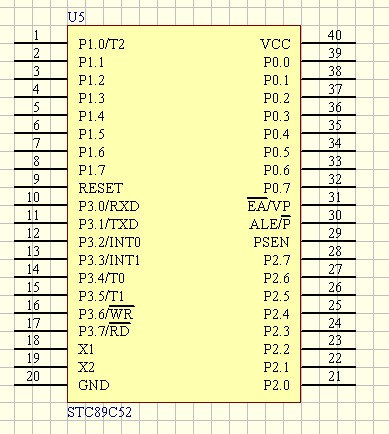 U5
1 P1.0/T2 VCC 40
2 P1.1 P0.0 39
3 P1.2 P0.1 38
4 P1.3 P0.2 37
5 P1.4 P0.3 36
6 P1.5 P0.4 35
7 P1.6 P0.5 34
8 P1.7 P0.6 33
9 RESET P0.7 32
10 P3.0/RXD EA/VP 31
11 P3.1/TXD ALE/P 30
12 P3.2/INT0 PSEN 29
13 P3.3/INT1 P2.7 28
14 P3.4/T0 P2.6 27
15 P3.5/T1 P2.5 26
16 P3.6/WR P2.4 25
17 P3.7/RD P2.3 24
18 X1 P2.2 23
19 X2 P2.1 22
20 GND P2.0 21
STC89C52